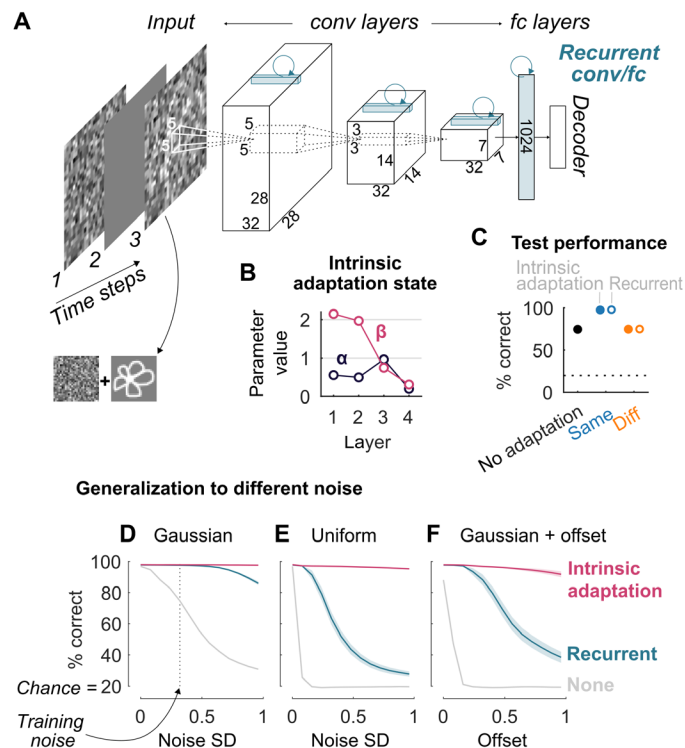 A
Input
conv layers
fc layers
Recurrent
conv/fc
Decoder
5
5
5
5
3
3
1024
28
32
28
14
32
14
7
32
7
1
2
3
Time steps
+
B
Intrinsic
adaptation state
Parameter
value
2
1
0
β
α
1 2 3 4
Layer
C
Test performance
Intrinsic
adaptation
Recurrent
% correct
100
50
0
No adaptation
Same
Diff
Generalization to different noise
D Gaussian
E Uniform
F Gaussian + offset
% correct
100
80
60
40
Chance = 20
Training
noise
0 0.5 1
Noise SD
0 0.5 1
Noise SD
0 0.5 1
Offset
Intrinsic
adaptation
Recurrent
None